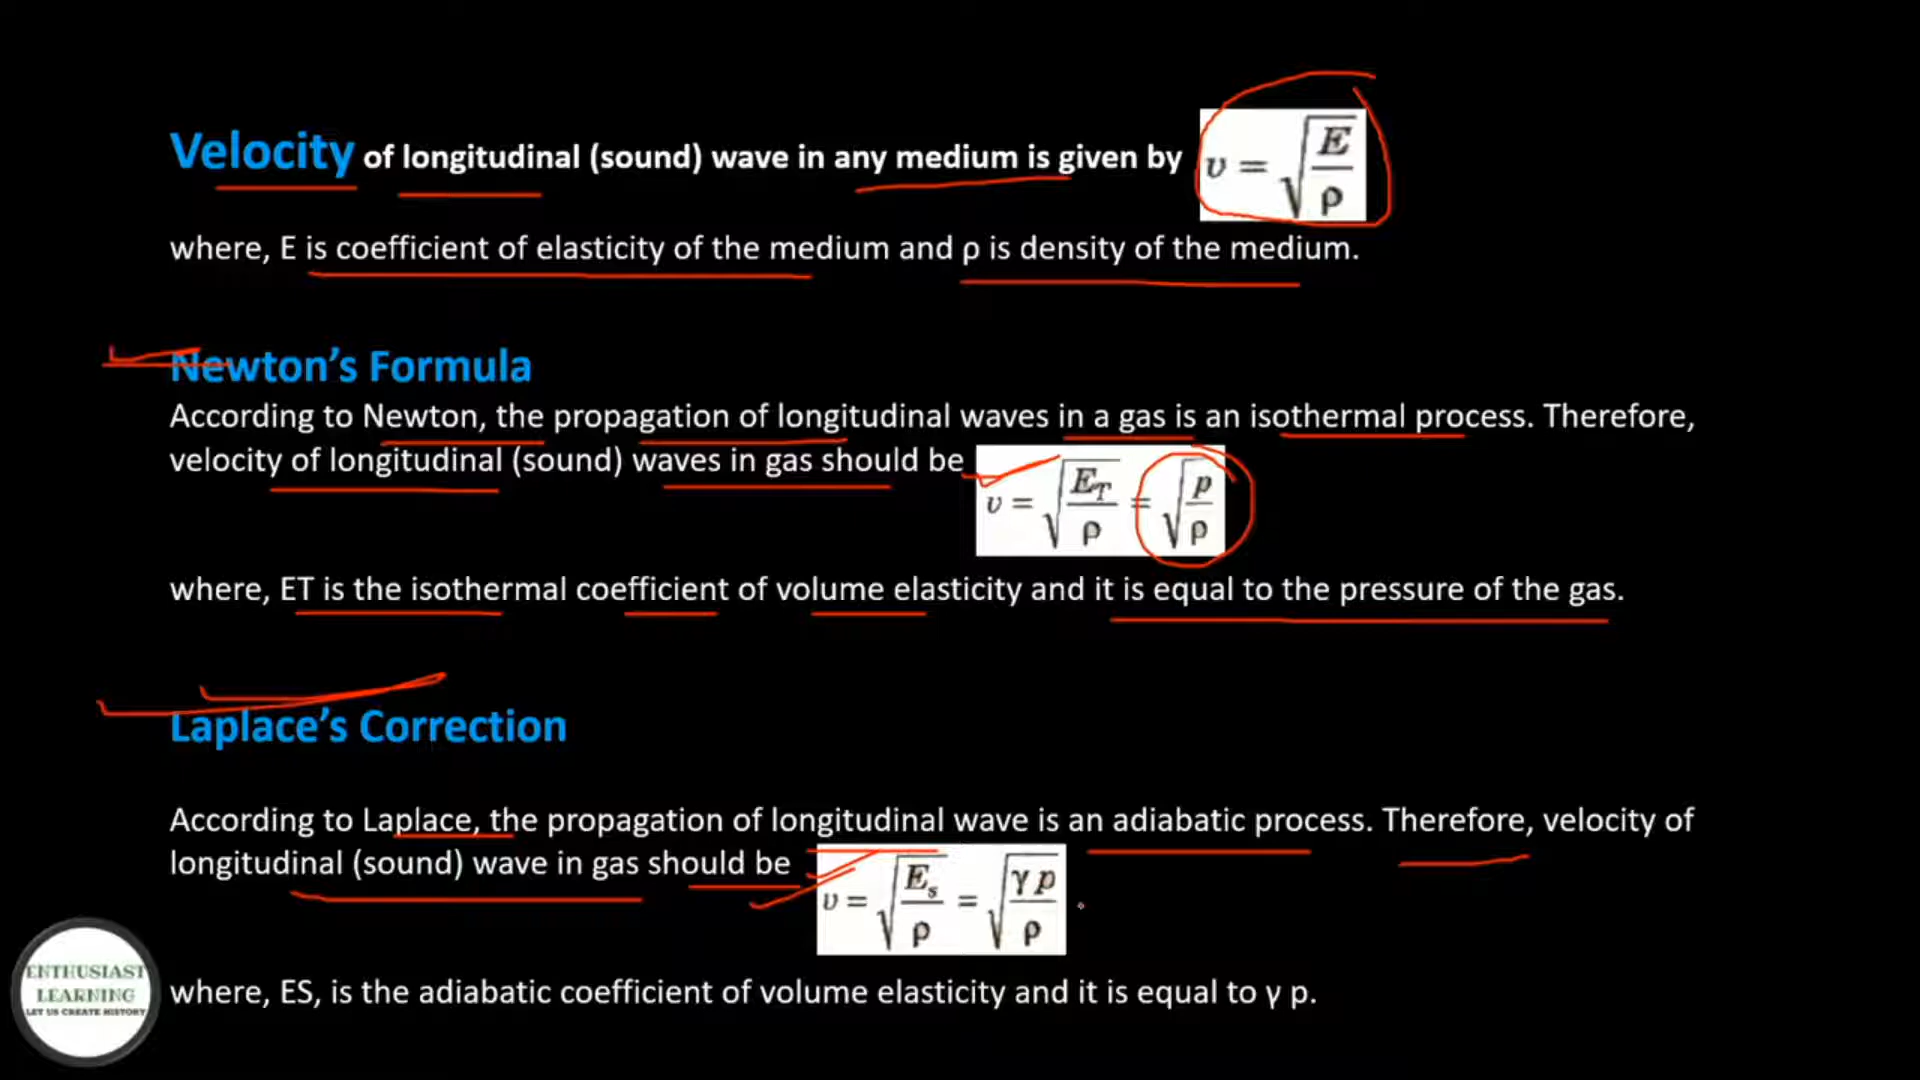 Velocity of longitudinal (sound) wave in any medium is given by υ = √(E/ρ)
where, E is coefficient of elasticity of the medium and ρ is density of the medium.
Newton's Formula
According to Newton, the propagation of longitudinal waves in a gas is an isothermal process. Therefore,
velocity of longitudinal (sound) waves in gas should be υ = √(E_T/ρ) = √(p/ρ)
where, ET is the isothermal coefficient of volume elasticity and it is equal to the pressure of the gas.
Laplace's Correction
According to Laplace, the propagation of longitudinal wave is an adiabatic process. Therefore, velocity of
longitudinal (sound) wave in gas should be υ = √(E_s/ρ) = √(γp/ρ)
where, ES, is the adiabatic coefficient of volume elasticity and it is equal to γ p.
ENTHUSIAST
LEARNING
LET US CREATE HISTORY